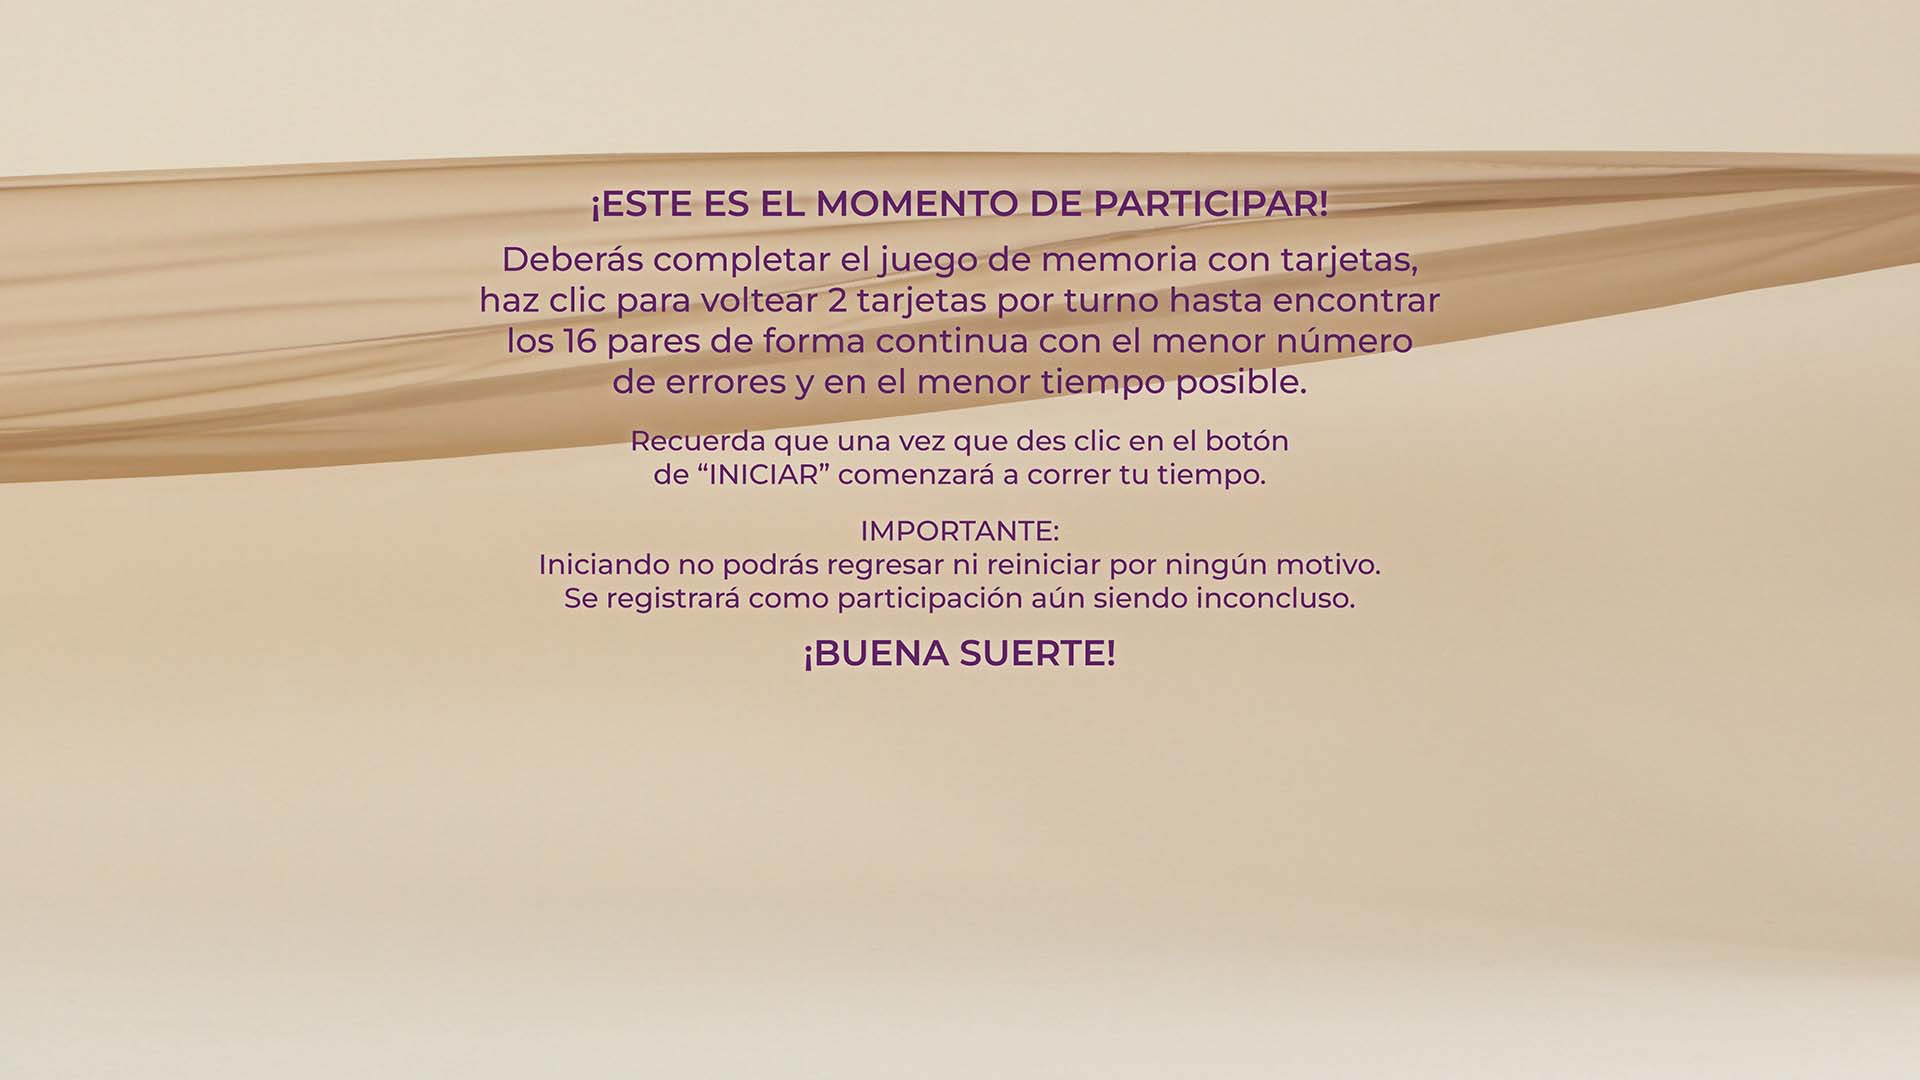 ¡ESTE ES EL MOMENTO DE PARTICIPAR!
Deberás completar el juego de memoria con tarjetas,
haz clic para voltear 2 tarjetas por turno hasta encontrar
los 16 pares de forma continua con el menor número
de errores y en el menor tiempo posible.
Recuerda que una vez que des clic en el botón
de “INICIAR” comenzará a correr tu tiempo.
IMPORTANTE:
Iniciando no podrás regresar ni reiniciar por ningún motivo.
Se registrará como participación aún siendo inconcluso.
¡BUENA SUERTE!